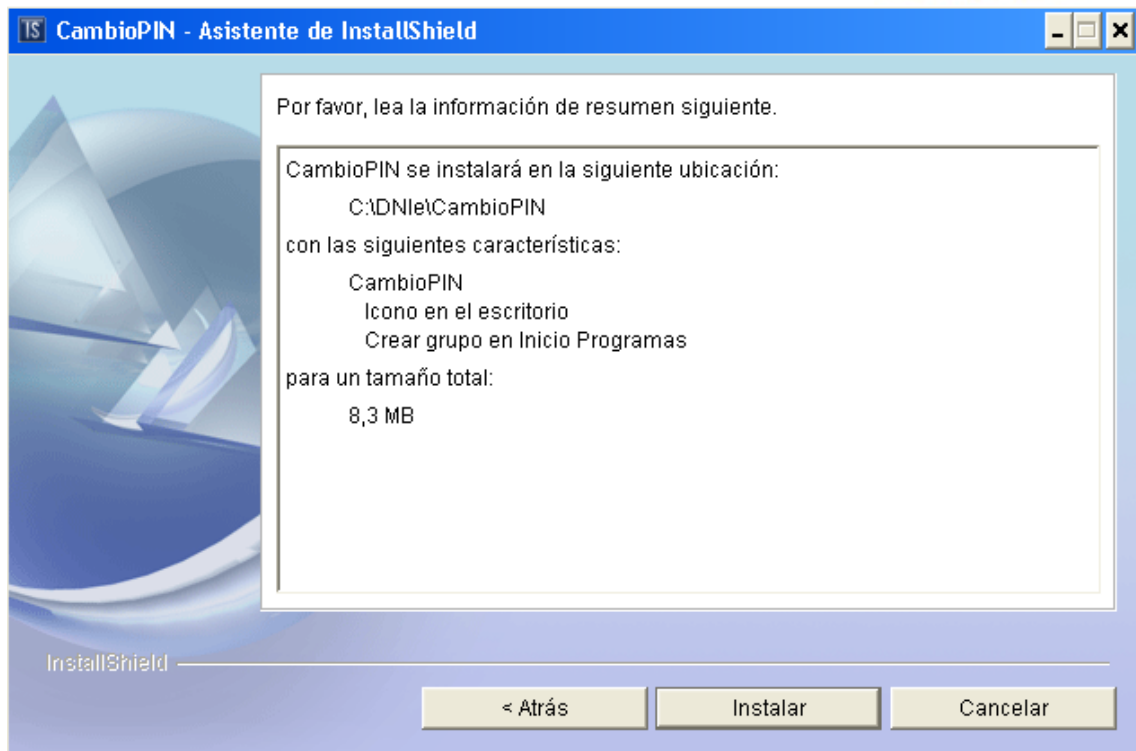 TS CambioPIN - Asistente de InstallShield
Por favor, lea la información de resumen siguiente.
CambioPIN se instalará en la siguiente ubicación:
C:\DNIe\CambioPIN
con las siguientes características:
CambioPIN
Icono en el escritorio
Crear grupo en Inicio Programas
para un tamaño total:
8,3 MB
InstallShield
< Atrás
Instalar
Cancelar